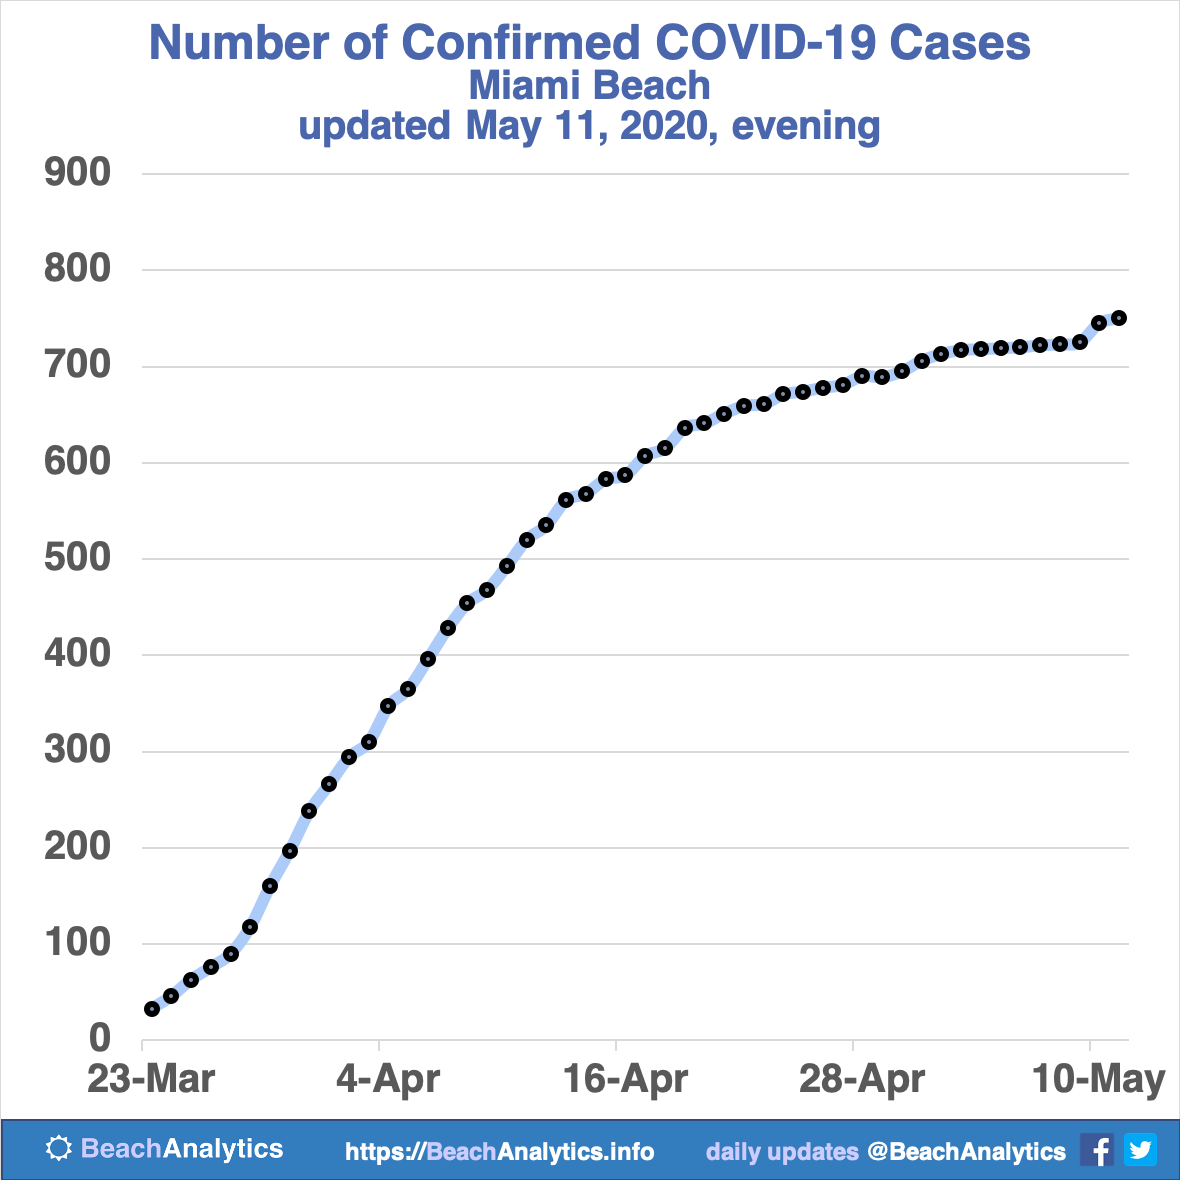 Number of Confirmed COVID-19 Cases
Miami Beach
updated May 11, 2020, evening
900
800
700
600
500
400
300
200
100
0
23-Mar 4-Apr 16-Apr 28-Apr 10-May
BeachAnalytics https://BeachAnalytics.info daily updates @BeachAnalytics